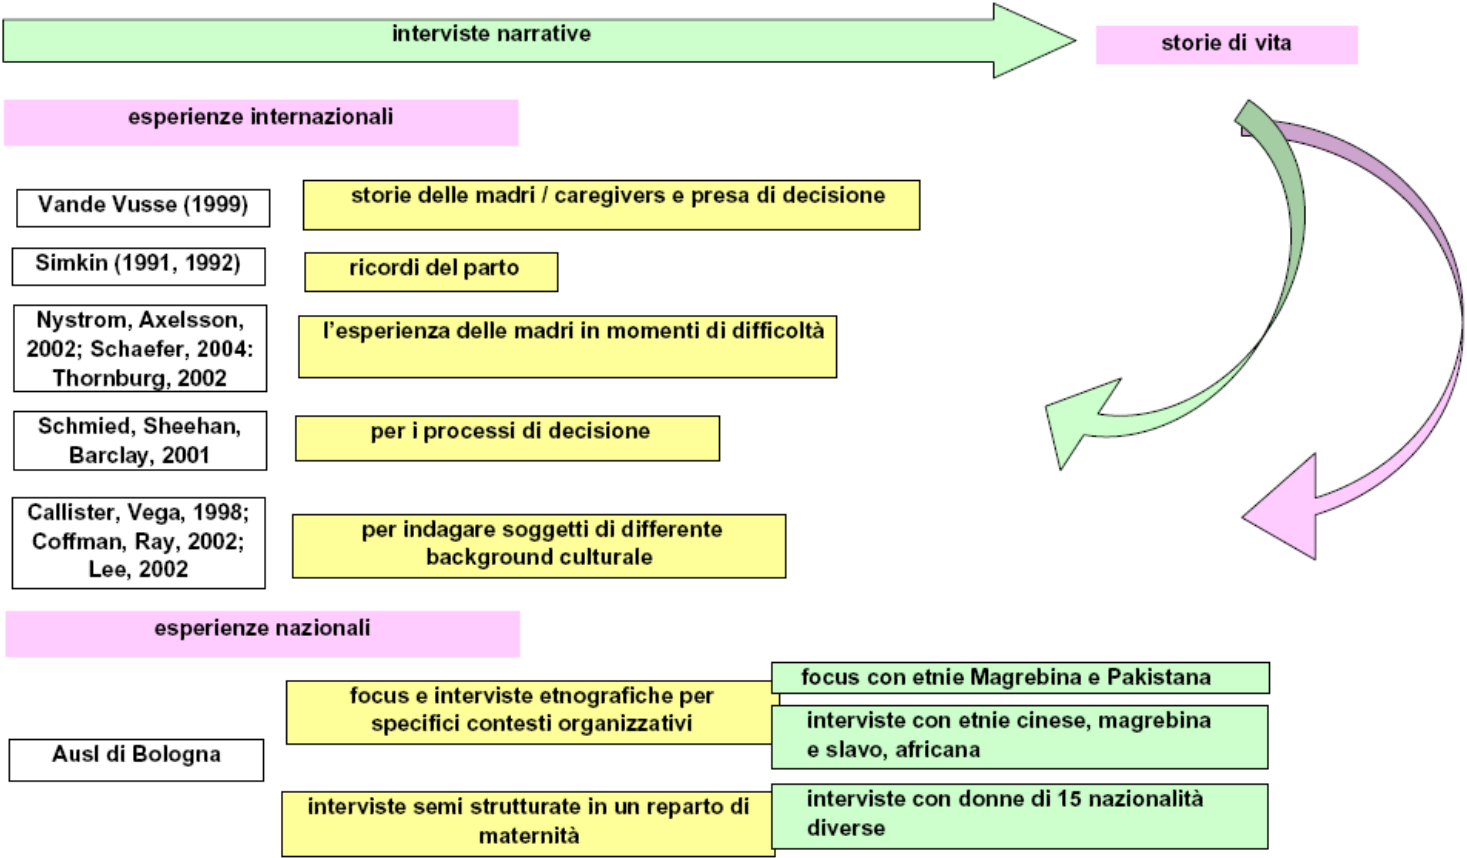 interviste narrative
storie di vita
esperienze internazionali
Vande Vusse (1999)
storie delle madri / caregivers e presa di decisione
Simkin (1991, 1992)
ricordi del parto
Nystrom, Axelsson,
2002; Schaefer, 2004:
Thornburg, 2002
l'esperienza delle madri in momenti di difficoltà
Schmied, Sheehan,
Barclay, 2001
per i processi di decisione
Callister, Vega, 1998;
Coffman, Ray, 2002;
Lee, 2002
per indagare soggetti di differente
background culturale
esperienze nazionali
Ausl di Bologna
focus e interviste etnografiche per
specifici contesti organizzativi
focus con etnie Magrebina e Pakistana
interviste con etnie cinese, magrebina
e slavo, africana
interviste semi strutturate in un reparto di
maternità
interviste con donne di 15 nazionalità
diverse